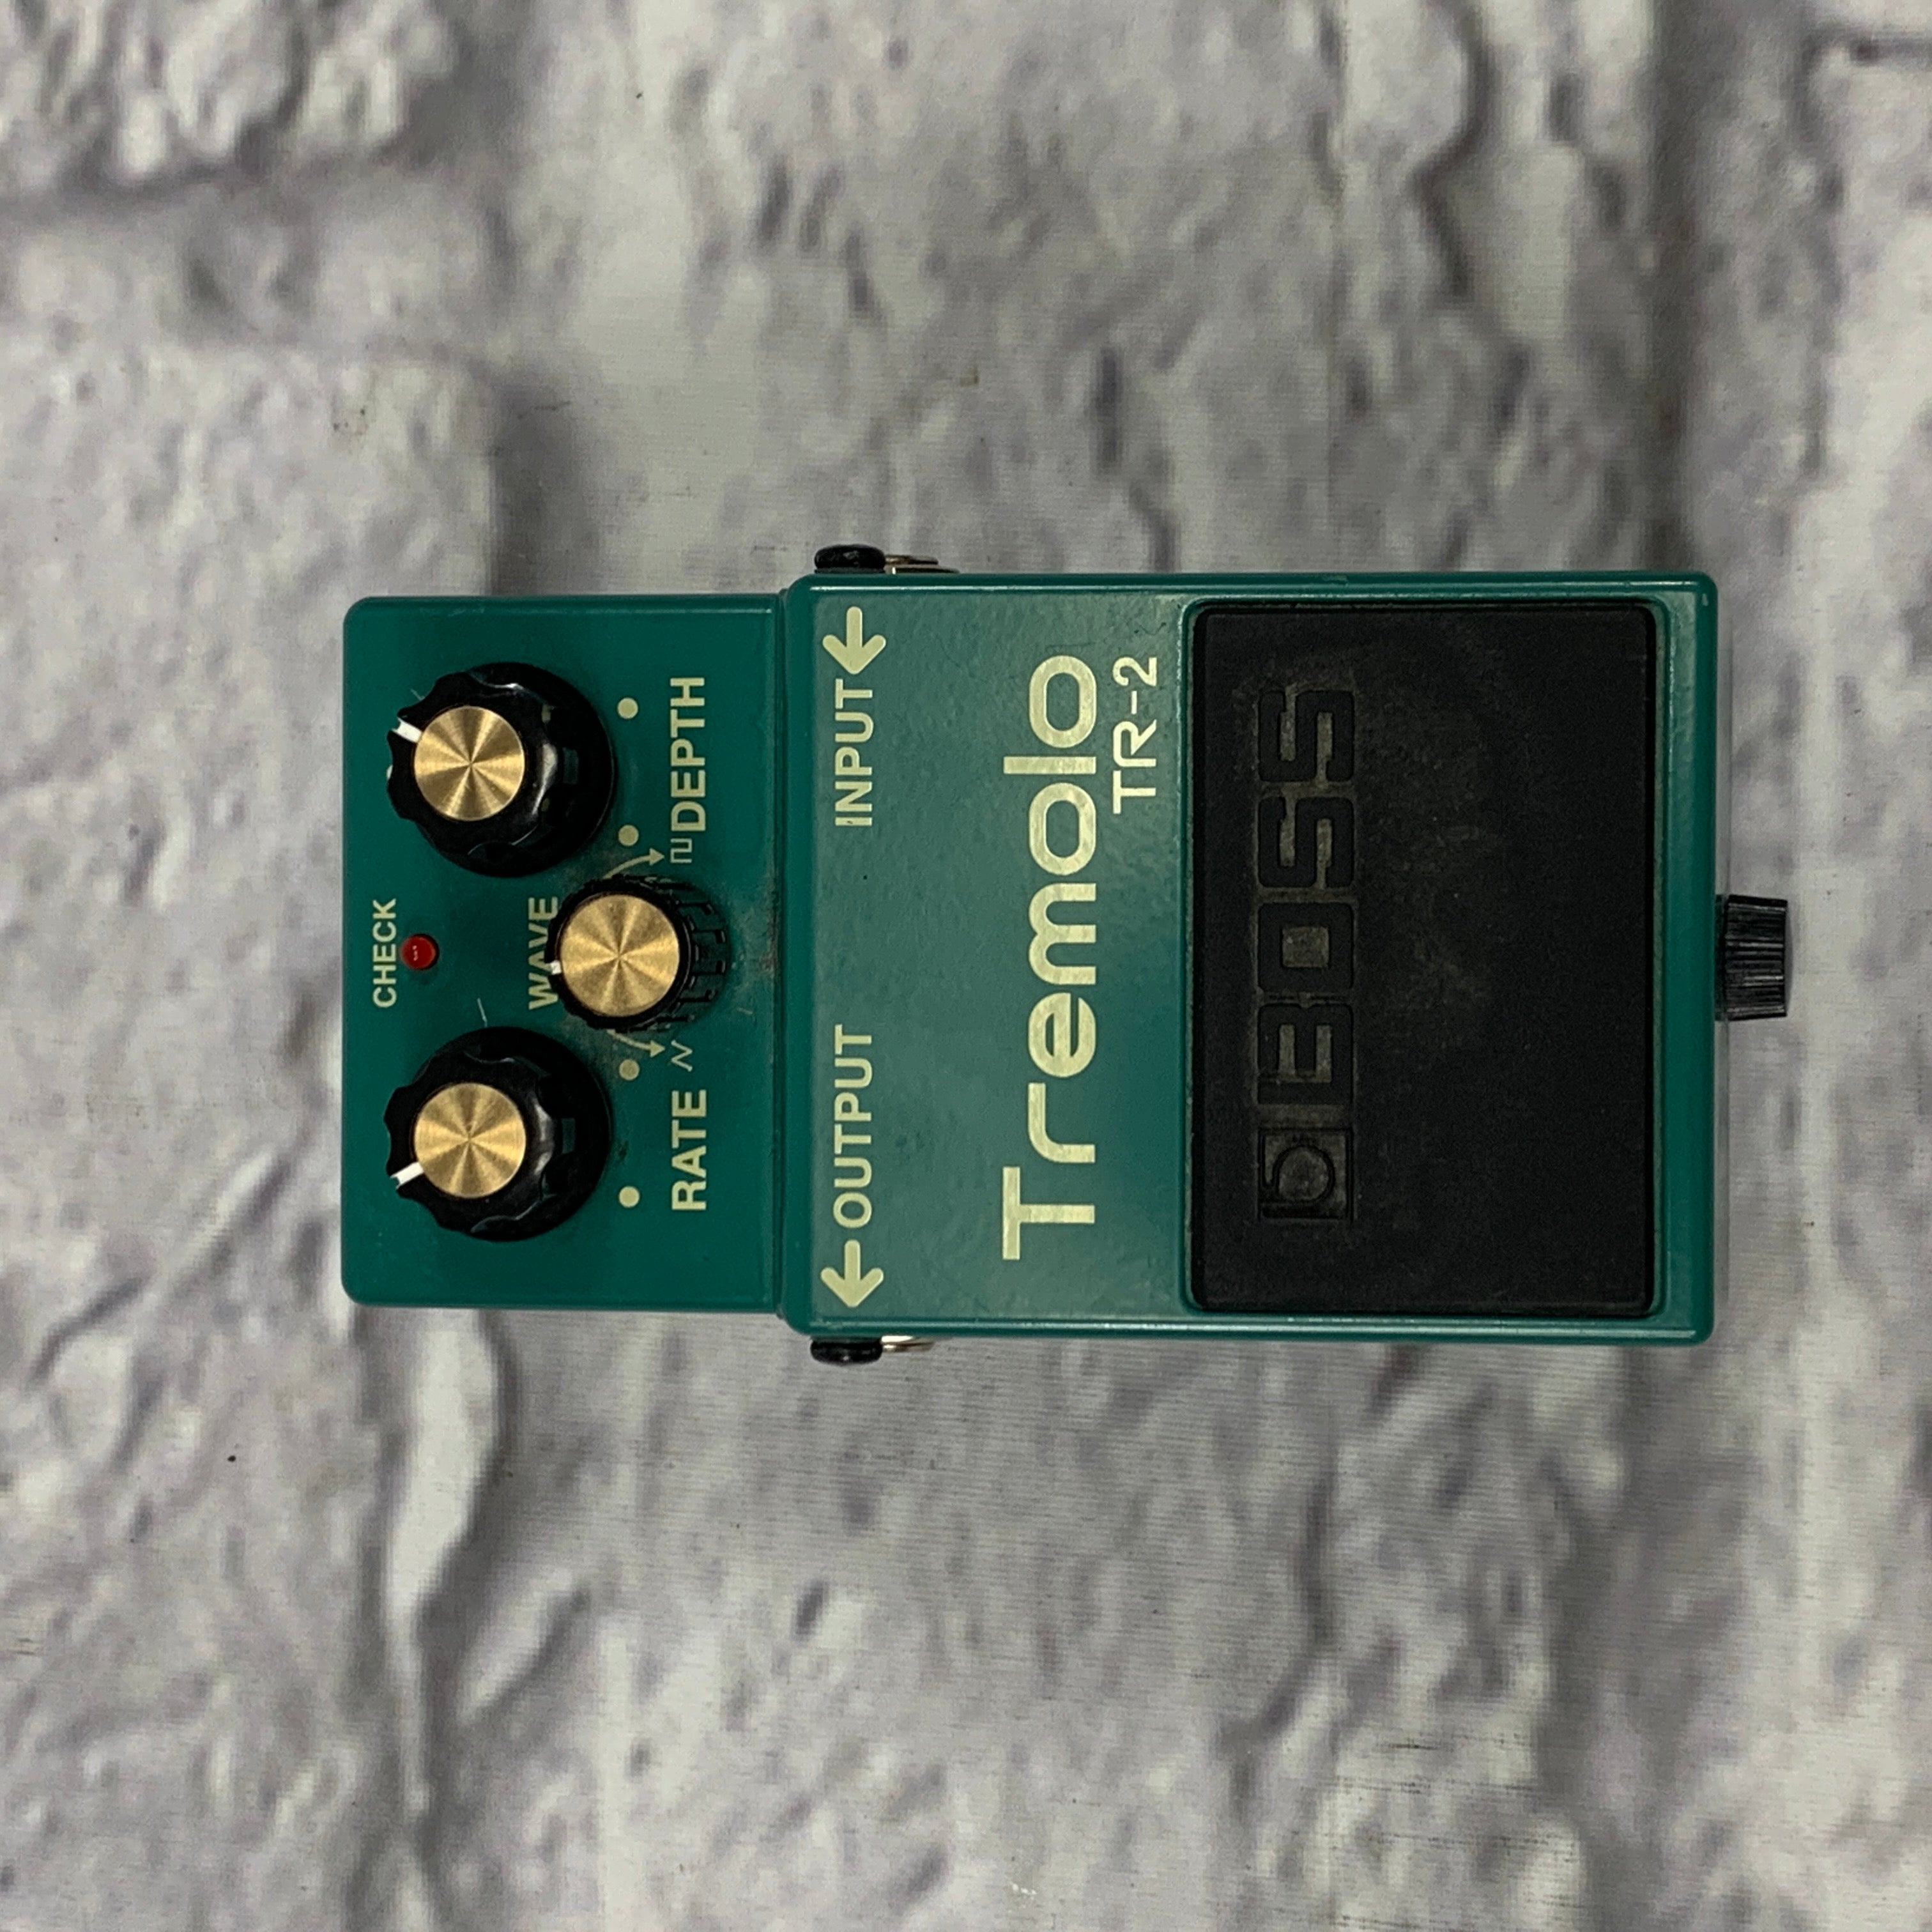 CHECK
WAVE
RATE DEPTH
OUTPUT INPUT
Tremolo
TR-2
BOSS